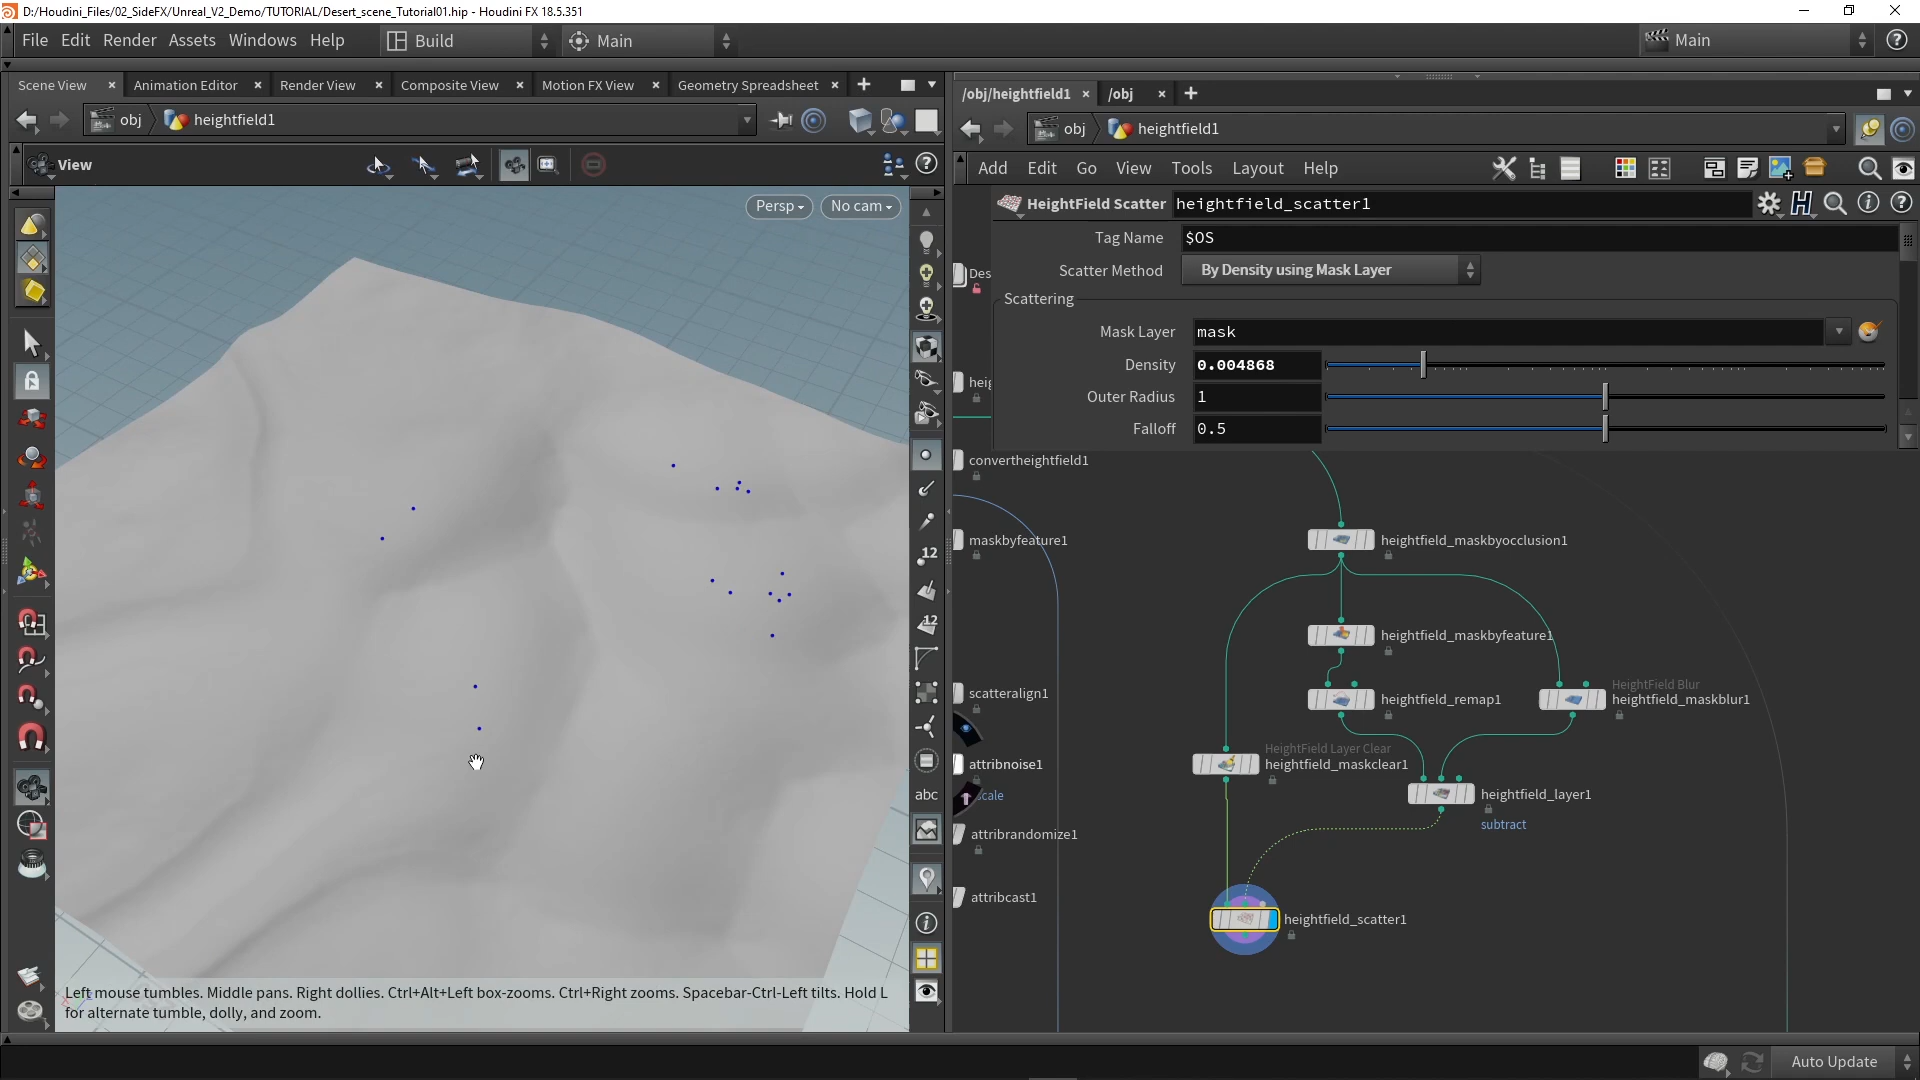 D:/Houdini_Files/02_SideFX/Unreal_V2_Demo/TUTORIAL/Desert_scene_Tutorial01.hip - Houdini FX 18.5.351
File Edit Render Assets Windows Help
Build
Main
Main
Scene View
Animation Editor
Render View
Composite View
Motion FX View
Geometry Spreadsheet
obj
heightfield1
View
Persp
No cam
12
12
abc
Left mouse tumbles. Middle pans. Right dollies. Ctrl+Alt+Left box-zooms. Ctrl+Right zooms. Spacebar-Ctrl-Left tilts. Hold L
for alternate tumble, dolly, and zoom.
/obj/heightfield1
/obj
obj
heightfield1
Add Edit Go View Tools Layout Help
HeightField Scatter
heightfield_scatter1
Tag Name
$OS
Scatter Method
By Density using Mask Layer
Scattering
Mask Layer
mask
Density
0.004868
Outer Radius
1
Falloff
0.5
Des
heig
convertheightfield1
maskbyfeature1
scatteralign1
attribnoise1
scale
attribrandomize1
attribcast1
heightfield_maskbyocclusion1
heightfield_maskbyfeature1
heightfield_remap1
HeightField Blur
heightfield_maskblur1
HeightField Layer Clear
heightfield_maskclear1
heightfield_layer1
subtract
heightfield_scatter1
Auto Update